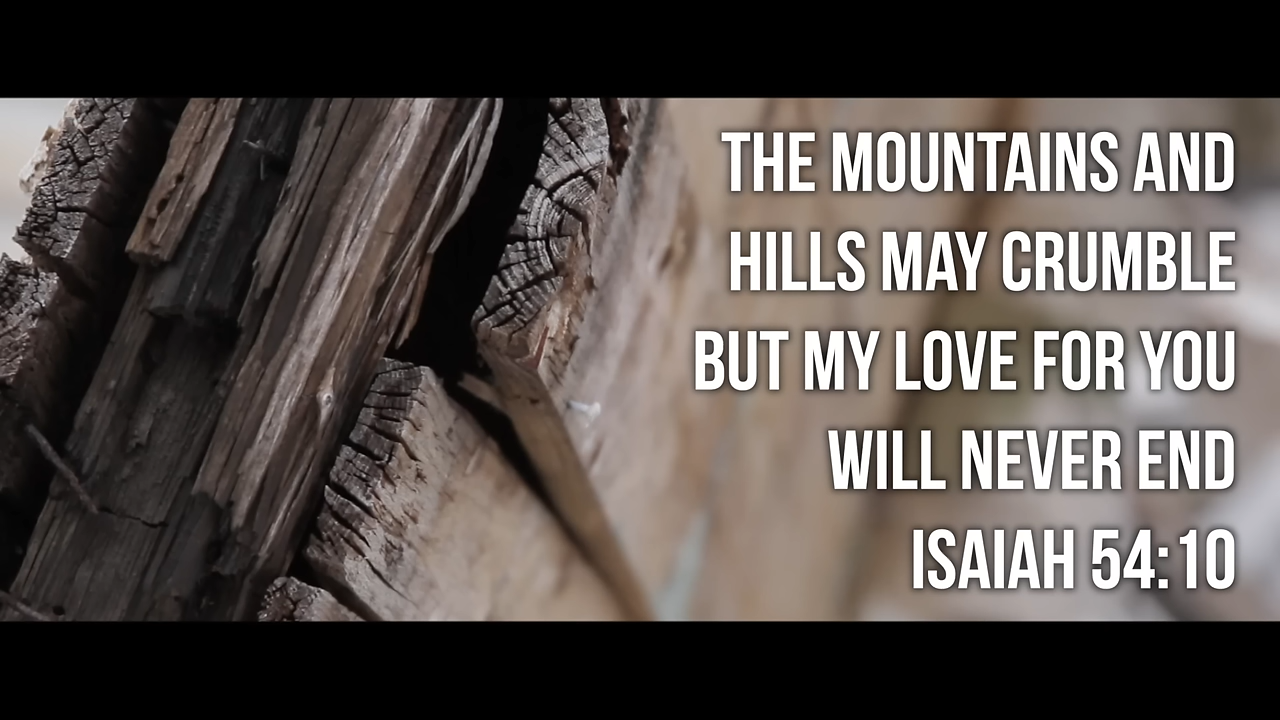 THE MOUNTAINS AND
HILLS MAY CRUMBLE
BUT MY LOVE FOR YOU
WILL NEVER END
ISAIAH 54:10